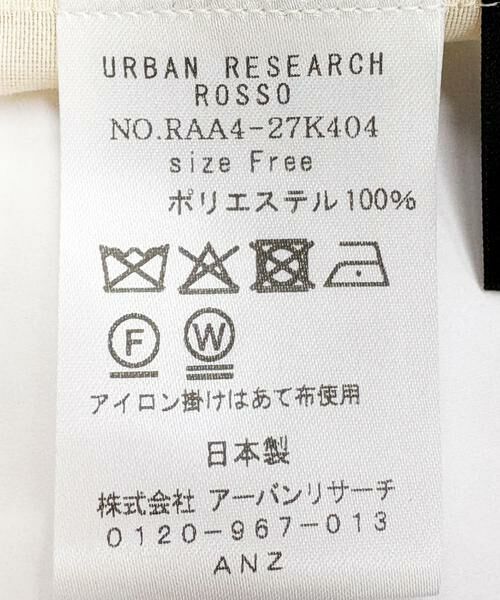 URBAN RESEARCH
ROSSO
NO.RAA4-27K404
size Free
ポリエステル100%
F W
アイロン掛けはあて布使用
日本製
株式会社 アーバンリサーチ
0120-967-013
ANZ